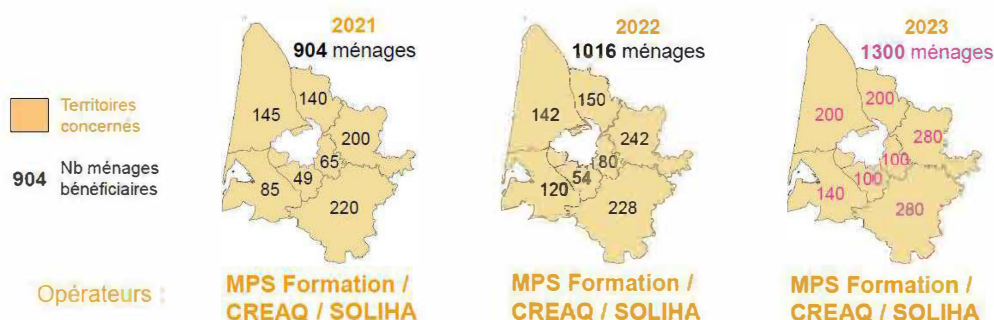 2021
904 ménages
2022
1016 ménages
2023
1300 ménages
Territoires
concernés
904 Nb ménages
bénéficiaires
145
140
200
65
49
85
220
142
150
242
80
54
120
228
200
200
280
100
100
140
280
Opérateurs :
MPS Formation /
CREAQ / SOLIHA
MPS Formation /
CREAQ / SOLIHA
MPS Formation /
CREAQ / SOLIHA